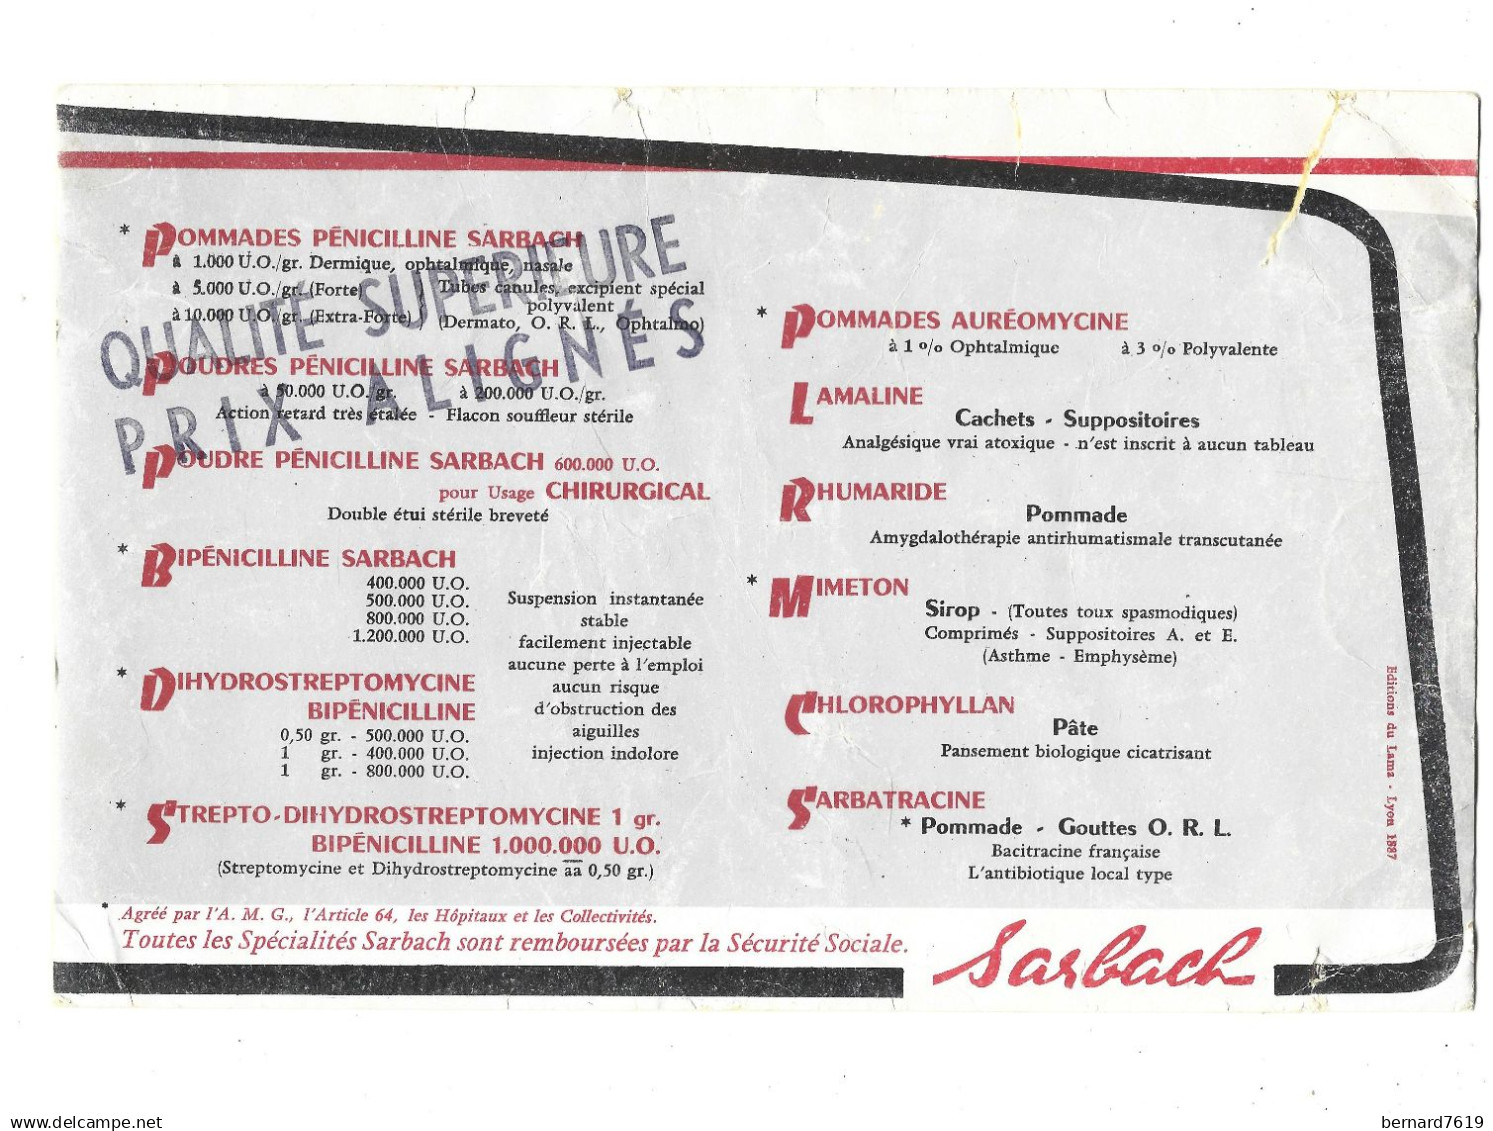 * POMMADES PÉNICILLINE SARBACH
à 1.000 U.O./gr. Dermique, ophtalmique, nasale
à 5.000 U.O./gr. (Forte)
à 10.000 U.O./gr. (Extra-Forte)
Tubes canules, excipient spécial
polyvalent
(Dermato, O. R. L., Ophtalmo)
QUALITÉ SUPERIEURE
PRIX ALIGNÉS
POUDRES PÉNICILLINE SARBACH
à 50.000 U.O./gr. à 200.000 U.O./gr.
Action retard très étalée - Flacon souffleur stérile
POUDRE PÉNICILLINE SARBACH 600.000 U.O.
pour Usage CHIRURGICAL
Double étui stérile breveté
* BIPÉNICILLINE SARBACH
400.000 U.O.
500.000 U.O.
800.000 U.O.
1.200.000 U.O.
* DIHYDROSTREPTOMYCINE
BIPÉNICILLINE
0,50 gr. - 500.000 U.O.
1 gr. - 400.000 U.O.
1 gr. - 800.000 U.O.
Suspension instantanée
stable
facilement injectable
aucune perte à l'emploi
aucun risque
d'obstruction des
aiguilles
injection indolore
* STREPTO-DIHYDROSTREPTOMYCINE 1 gr.
BIPÉNICILLINE 1.000.000 U.O.
(Streptomycine et Dihydrostreptomycine aa 0,50 gr.)
* POMMADES AURÉOMYCINE
à 1 % Ophtalmique à 3 % Polyvalente
LAMALINE
Cachets - Suppositoires
Analgésique vrai atoxique - n'est inscrit à aucun tableau
RHUMARIDE
Pommade
Amygdalothérapie antirhumatismale transcutanée
* MIMETON
Sirop - (Toutes toux spasmodiques)
Comprimés - Suppositoires A. et E.
(Asthme - Emphysème)
CHLOROPHYLLAN
Pâte
Pansement biologique cicatrisant
SARBATRACINE
* Pommade - Gouttes O. R. L.
Bacitracine française
L'antibiotique local type
Editions du Lama - Lyon 1887
* Agréé par l'A. M. G., l'Article 64, les Hôpitaux et les Collectivités.
Toutes les Spécialités Sarbach sont remboursées par la Sécurité Sociale.
Sarbach
delcampe.net
bernard7619